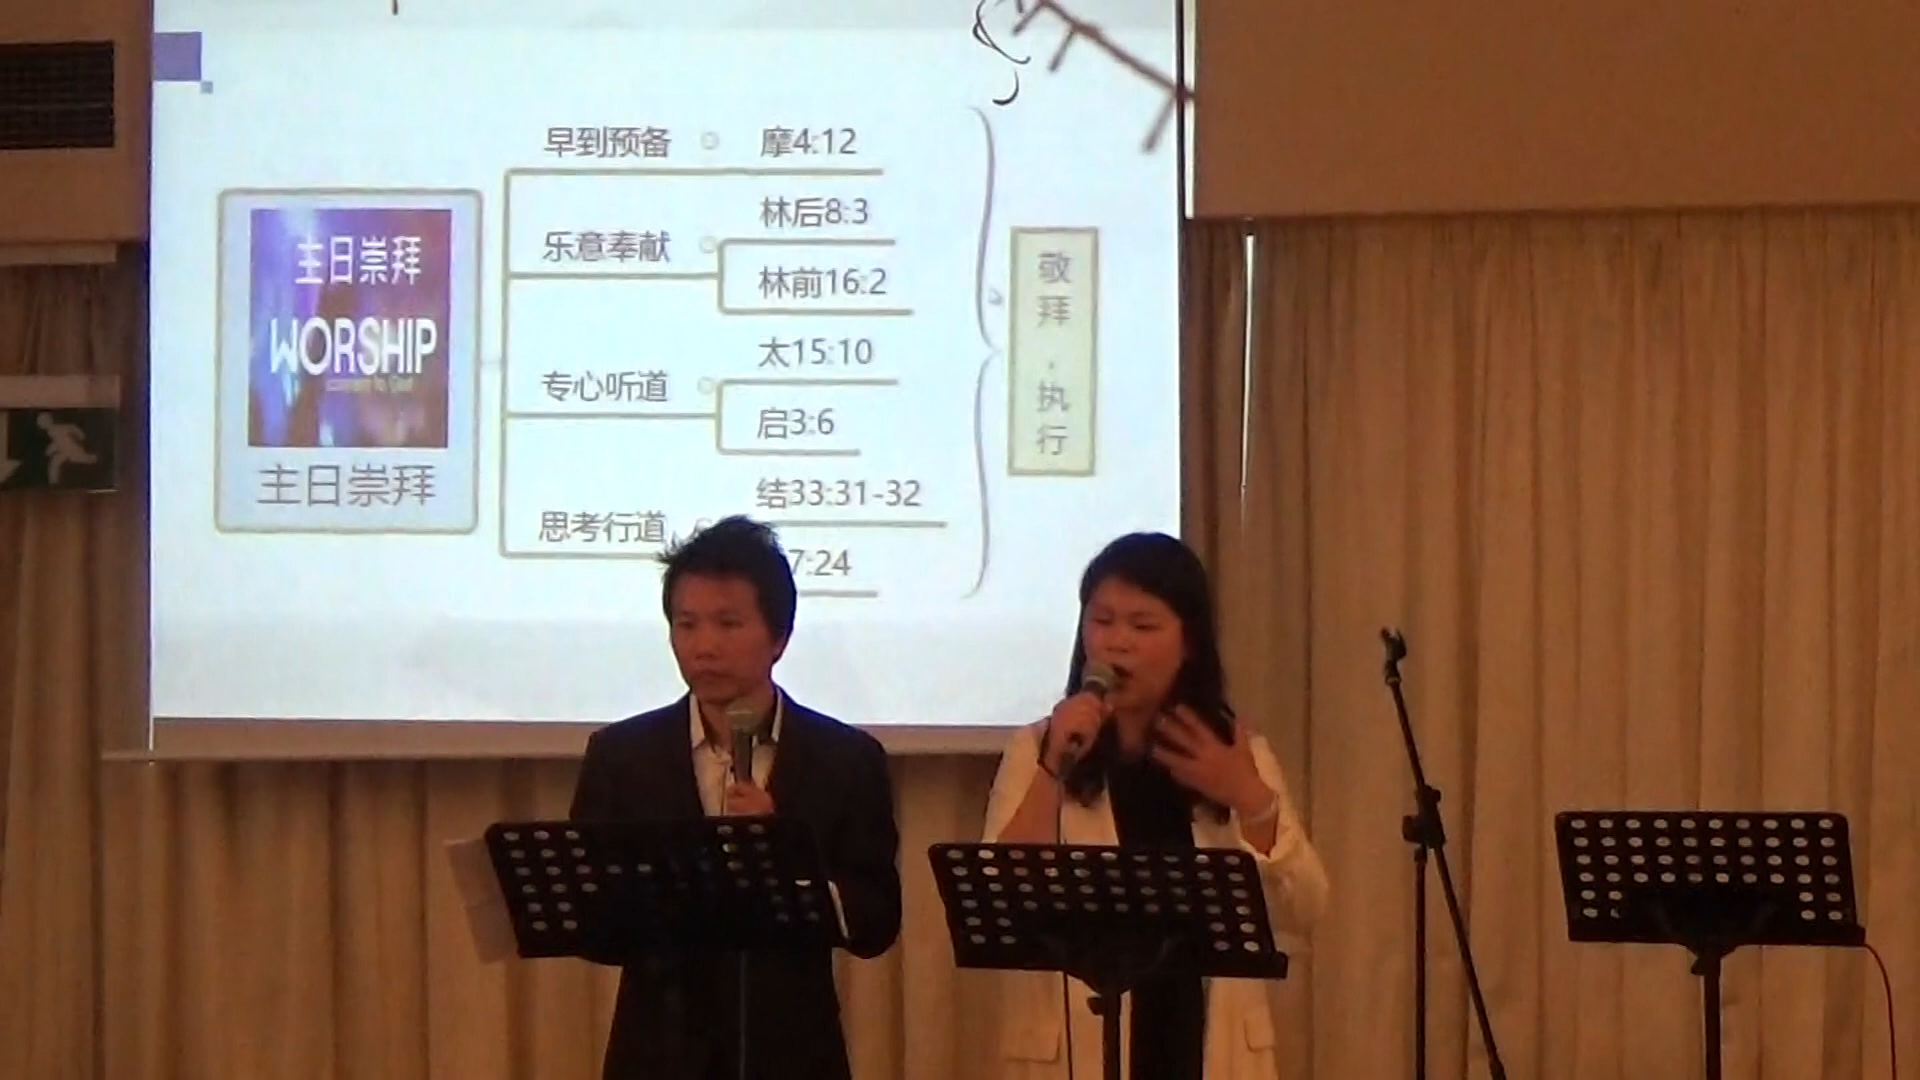 主日崇拜
WORSHIP
主日崇拜
早到预备
摩4:12
乐意奉献
林后8:3
林前16:2
专心听道
太15:10
启3:6
思考行道
结33:31-32
7:24
敬拜，执行